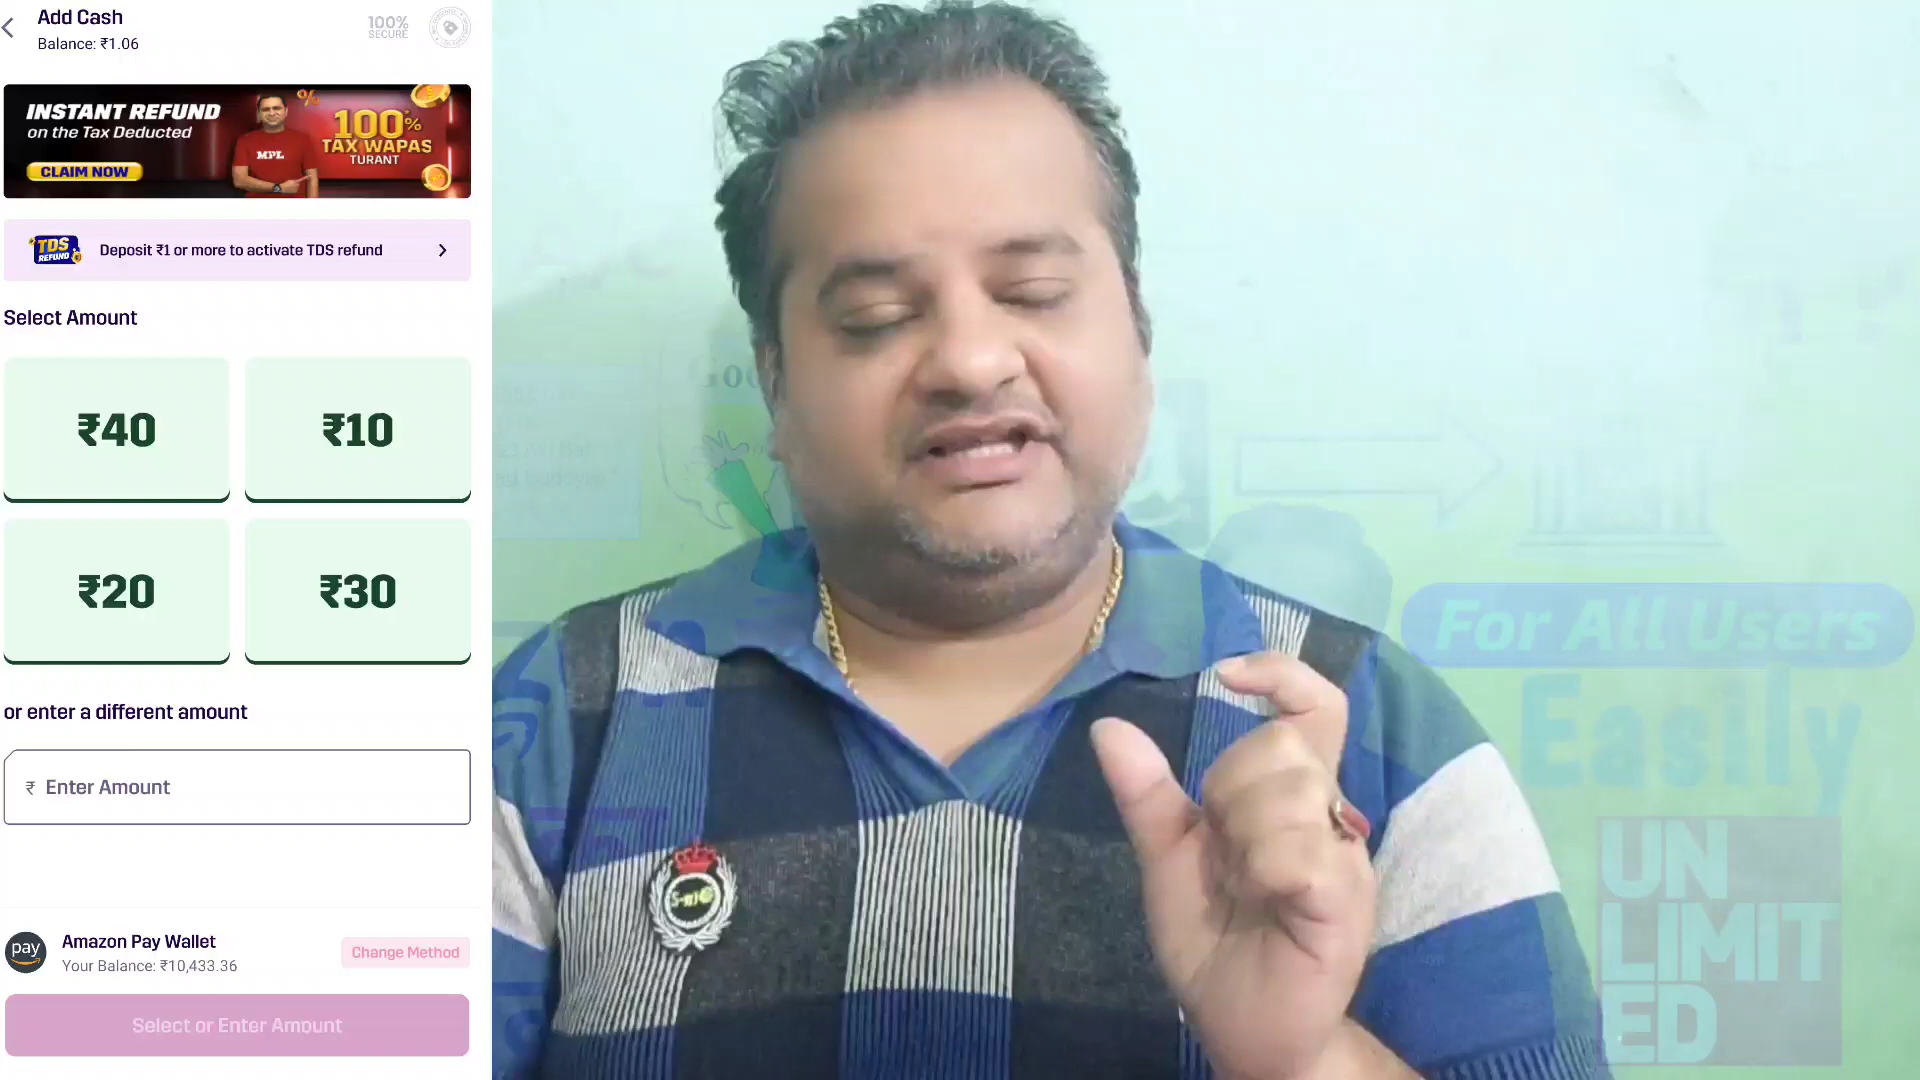 Add Cash
Balance: ₹1.06
100%
SECURE
INSTANT REFUND
on the Tax Deducted
CLAIM NOW
MPL
%
100%
TAX WAPAS
TURANT
TDS
REFUND
Deposit ₹1 or more to activate TDS refund
Select Amount
₹40
₹10
₹20
₹30
or enter a different amount
₹ Enter Amount
pay
Amazon Pay Wallet
Your Balance: ₹10,433.36
Change Method
Select or Enter Amount
For All Users
Easily
UN
LIMIT
ED